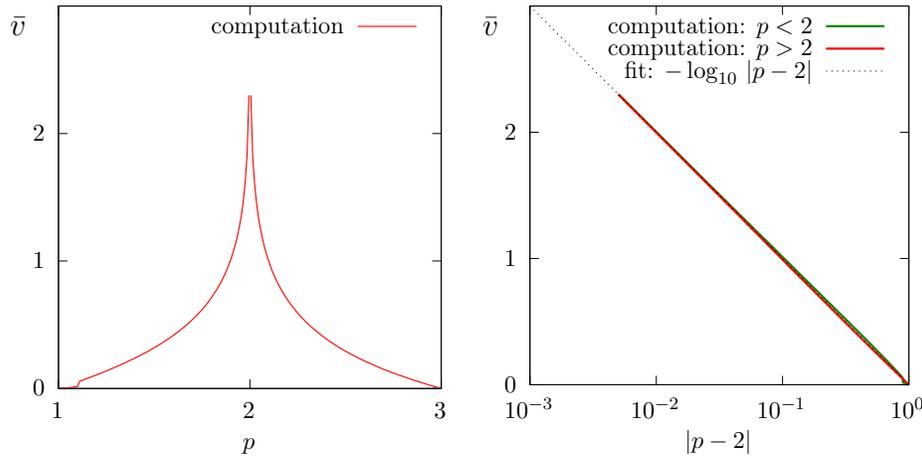 v̄
computation
2
1
0
1
2
3
p
v̄
computation: p < 2
computation: p > 2
fit: − log₁₀ |p − 2|
2
1
0
10⁻³
10⁻²
10⁻¹
10⁰
|p − 2|